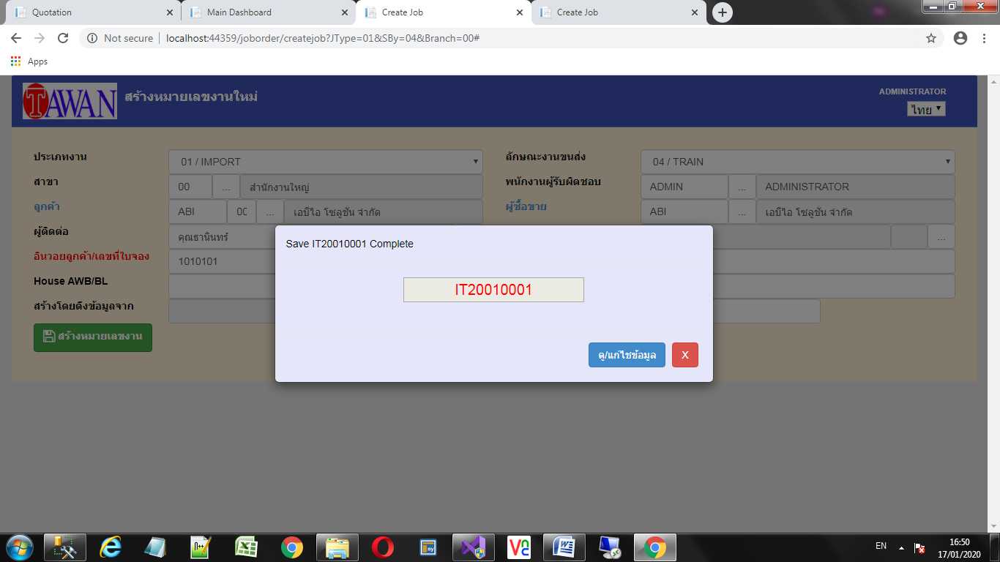 Quotation
Main Dashboard
Create Job
Create Job
Not secure
localhost:44359/joborder/createjob?JType=01&SBy=04&Branch=00#
Apps
TAWAN
สร้างหมายเลขงานใหม่
ADMINISTRATOR
ไทย
ประเภทงาน
01 / IMPORT
ลักษณะงานขนส่ง
04 / TRAIN
สาขา
00
...
สำนักงานใหญ่
พนักงานผู้รับผิดชอบ
ADMIN
...
ADMINISTRATOR
ลูกค้า
ABI
00
...
เอบีไอ โซลูชัน จำกัด
ผู้ซื้อขาย
ABI
...
เอบีไอ โซลูชัน จำกัด
ผู้ติดต่อ
คุณธานินทร์
...
อินวอยลูกค้า/เลขที่ใบจอง
1010101
House AWB/BL
สร้างโดยดึงข้อมูลจาก
สร้างหมายเลขงาน
Save IT20010001 Complete
IT20010001
ดู/แก้ไขข้อมูล
X
EN
16:50
17/01/2020